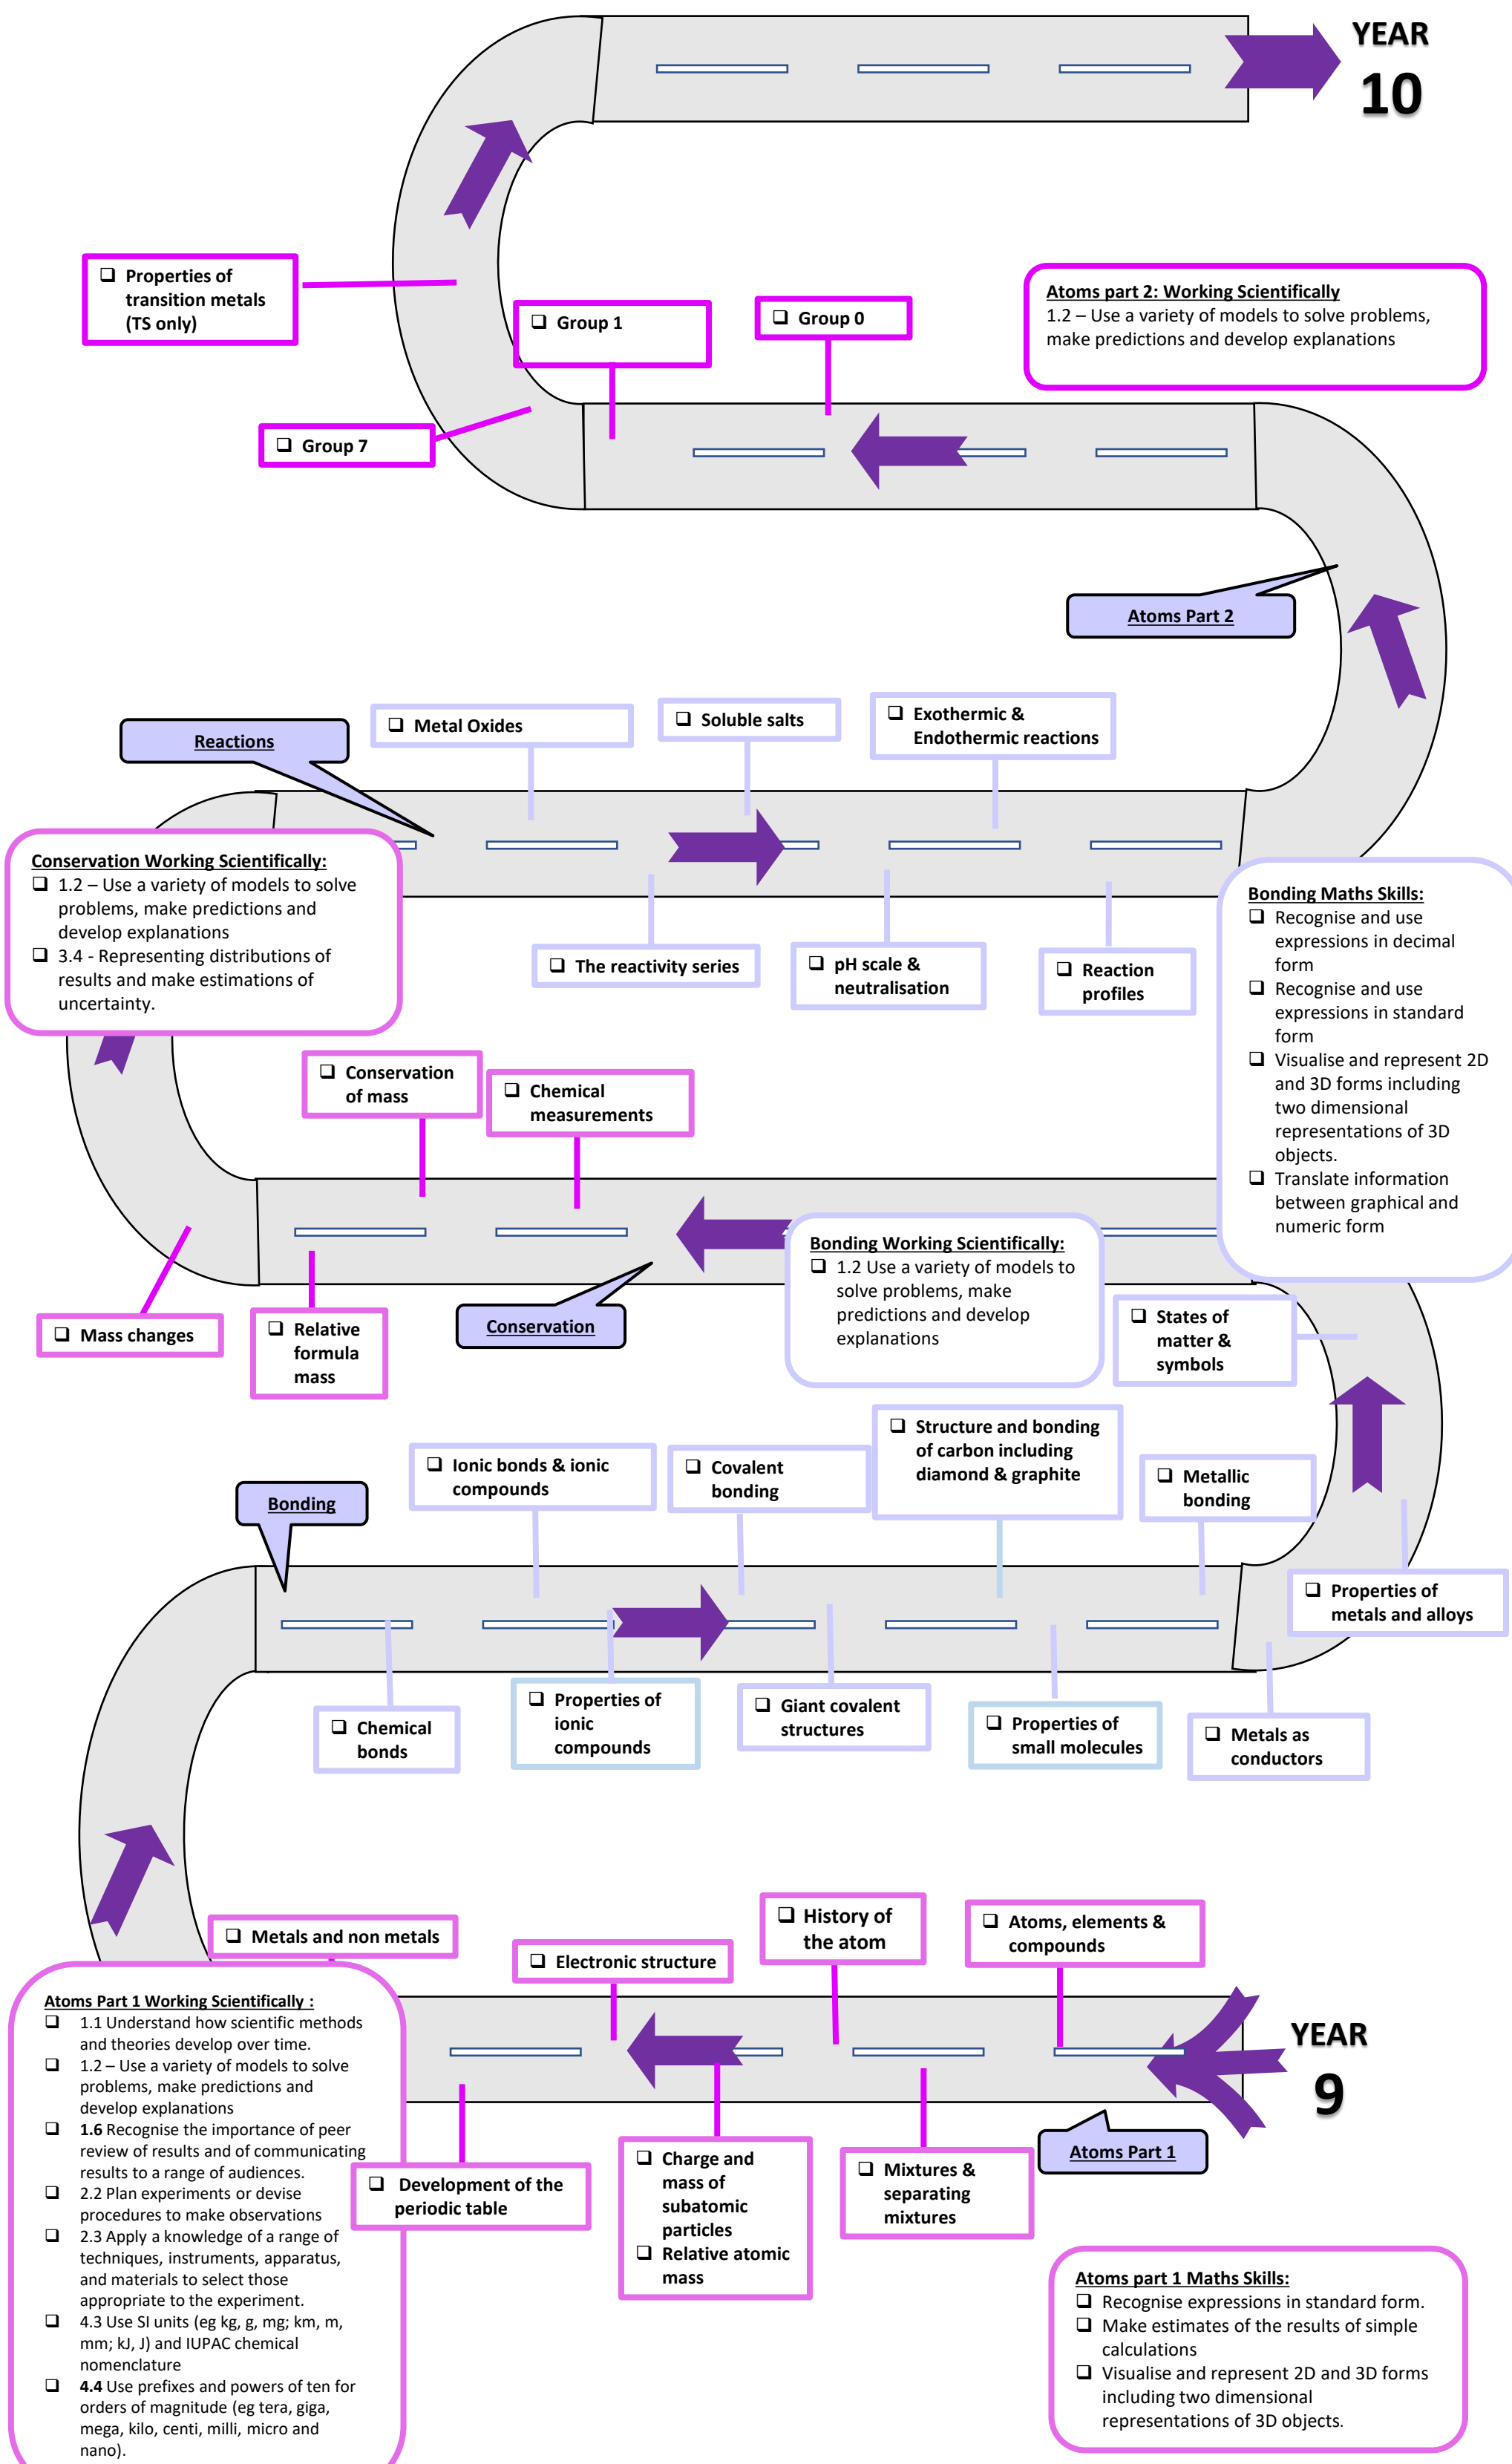 YEAR
10
❑ Properties of
transition metals
(TS only)
❑ Group 1
❑ Group 0
Atoms part 2: Working Scientifically
1.2 – Use a variety of models to solve problems,
make predictions and develop explanations
❑ Group 7
Atoms Part 2
Reactions
❑ Metal Oxides
❑ Soluble salts
❑ Exothermic &
Endothermic reactions
Conservation Working Scientifically:
❑ 1.2 – Use a variety of models to solve
problems, make predictions and
develop explanations
❑ 3.4 - Representing distributions of
results and make estimations of
uncertainty.
❑ The reactivity series
❑ pH scale &
neutralisation
❑ Reaction
profiles
Bonding Maths Skills:
❑ Recognise and use
expressions in decimal
form
❑ Recognise and use
expressions in standard
form
❑ Visualise and represent 2D
and 3D forms including
two dimensional
representations of 3D
objects.
❑ Translate information
between graphical and
numeric form
❑ Conservation
of mass
❑ Chemical
measurements
❑ Mass changes
❑ Relative
formula
mass
Conservation
Bonding Working Scientifically:
❑ 1.2 Use a variety of models to
solve problems, make
predictions and develop
explanations
❑ States of
matter &
symbols
Bonding
❑ Ionic bonds & ionic
compounds
❑ Covalent
bonding
❑ Structure and bonding
of carbon including
diamond & graphite
❑ Metallic
bonding
❑ Properties of
metals and alloys
❑ Chemical
bonds
❑ Properties of
ionic
compounds
❑ Giant covalent
structures
❑ Properties of
small molecules
❑ Metals as
conductors
❑ Metals and non metals
❑ Electronic structure
❑ History of
the atom
❑ Atoms, elements &
compounds
YEAR
9
Atoms Part 1 Working Scientifically :
❑ 1.1 Understand how scientific methods
and theories develop over time.
❑ 1.2 – Use a variety of models to solve
problems, make predictions and
develop explanations
❑ 1.6 Recognise the importance of peer
review of results and of communicating
results to a range of audiences.
❑ 2.2 Plan experiments or devise
procedures to make observations
❑ 2.3 Apply a knowledge of a range of
techniques, instruments, apparatus,
and materials to select those
appropriate to the experiment.
❑ 4.3 Use SI units (eg kg, g, mg; km, m,
mm; kJ, J) and IUPAC chemical
nomenclature
❑ 4.4 Use prefixes and powers of ten for
orders of magnitude (eg tera, giga,
mega, kilo, centi, milli, micro and
nano).
❑ Development of the
periodic table
❑ Charge and
mass of
subatomic
particles
❑ Relative atomic
mass
❑ Mixtures &
separating
mixtures
Atoms Part 1
Atoms part 1 Maths Skills:
❑ Recognise expressions in standard form.
❑ Make estimates of the results of simple
calculations
❑ Visualise and represent 2D and 3D forms
including two dimensional
representations of 3D objects.